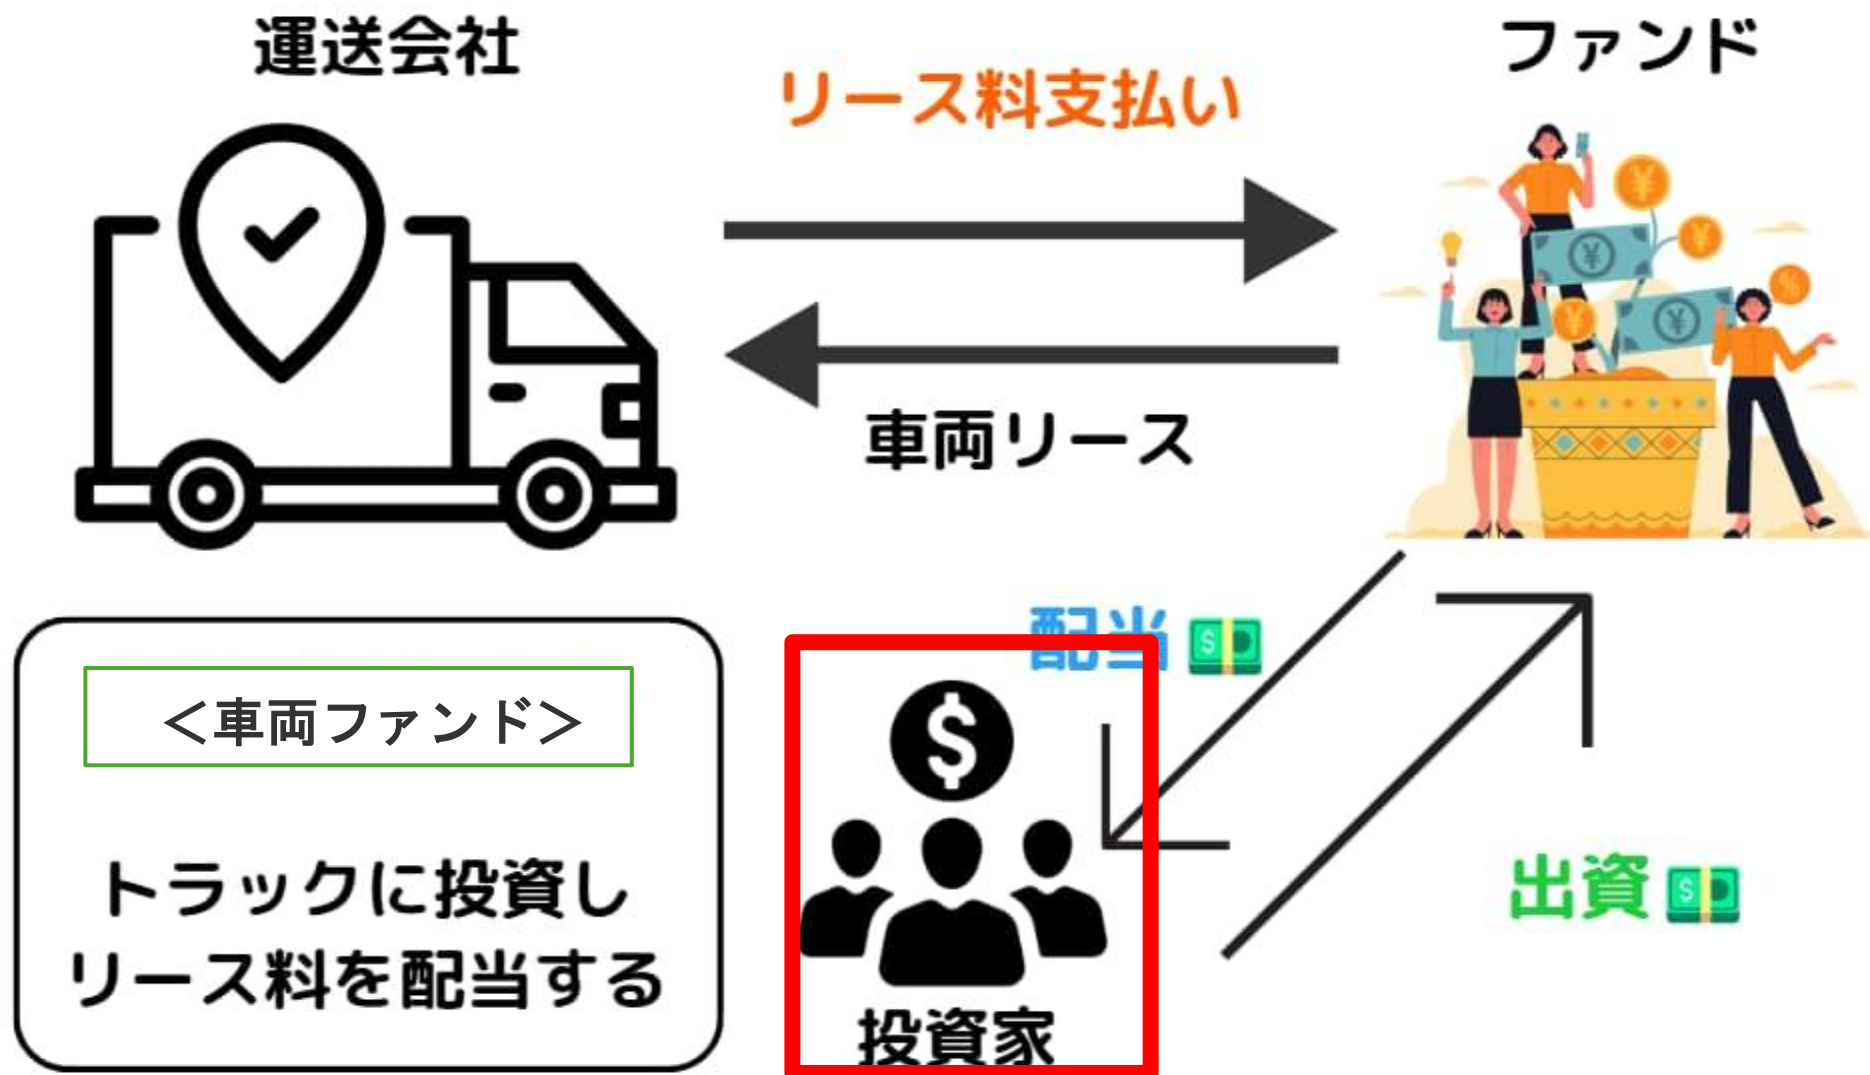 運送会社
リース料支払い
ファンド
車両リース
配当
＜車両ファンド＞
トラックに投資し
リース料を配当する
出資
投資家